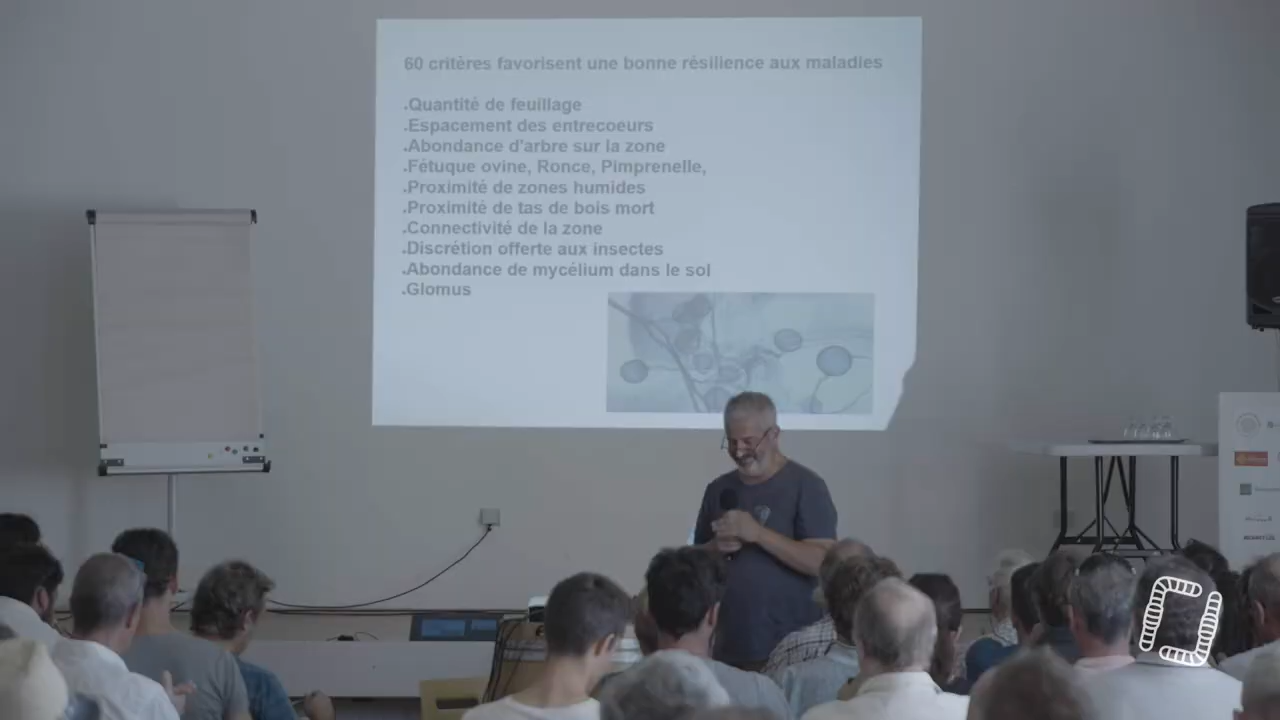 60 critères favorisent une bonne résilience aux maladies
.Quantité de feuillage
.Espacement des entrecoeurs
.Abondance d'arbre sur la zone
.Fétuque ovine, Ronce, Pimprenelle,
.Proximité de zones humides
.Proximité de tas de bois mort
.Connectivité de la zone
.Discrétion offerte aux insectes
.Abondance de mycélium dans le sol
.Glomus